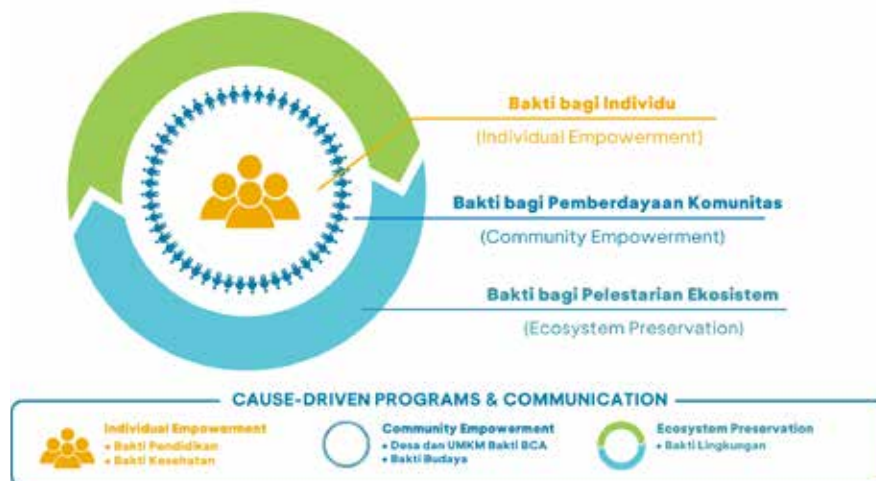 Bakti bagi Individu
(Individual Empowerment)
Bakti bagi Pemberdayaan Komunitas
(Community Empowerment)
Bakti bagi Pelestarian Ekosistem
(Ecosystem Preservation)
CAUSE-DRIVEN PROGRAMS & COMMUNICATION
Individual Empowerment
• Bakti Pendidikan
• Bakti Kesehatan
Community Empowerment
• Desa dan UMKM Bakti BCA
• Bakti Budaya
Ecosystem Preservation
• Bakti Lingkungan